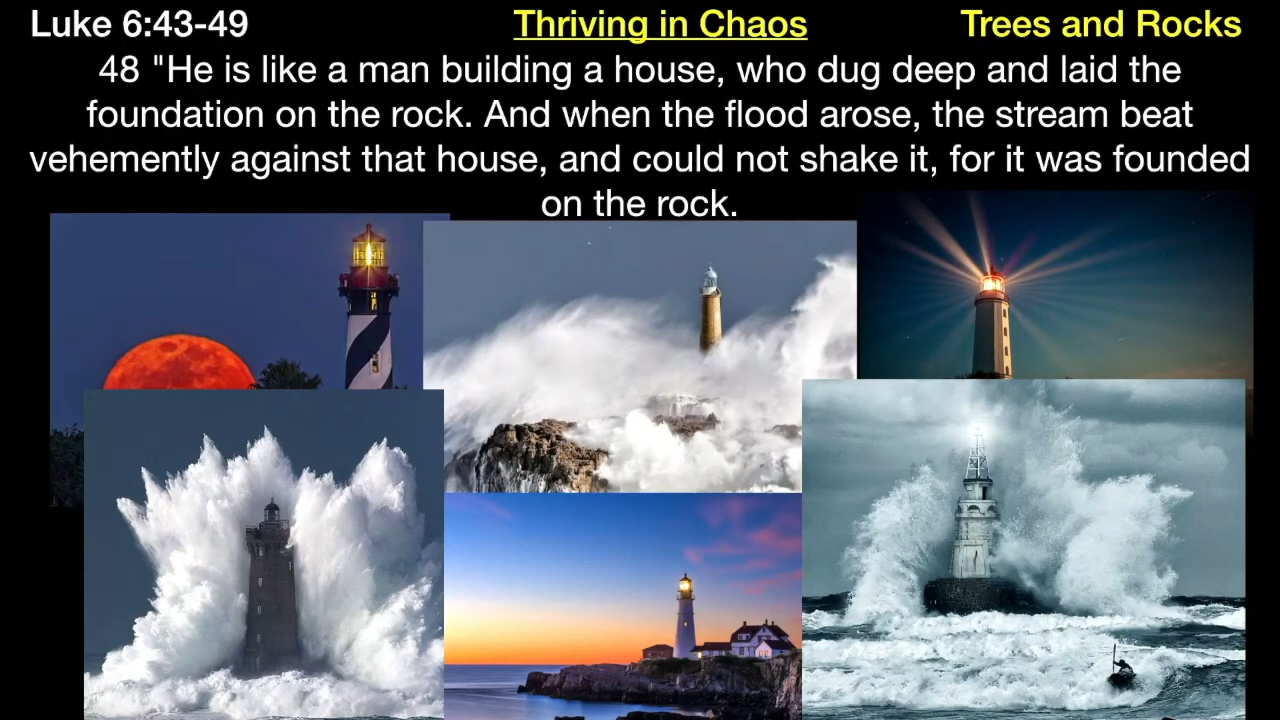 Luke 6:43-49 Thriving in Chaos Trees and Rocks
48 "He is like a man building a house, who dug deep and laid the
foundation on the rock. And when the flood arose, the stream beat
vehemently against that house, and could not shake it, for it was founded
on the rock.